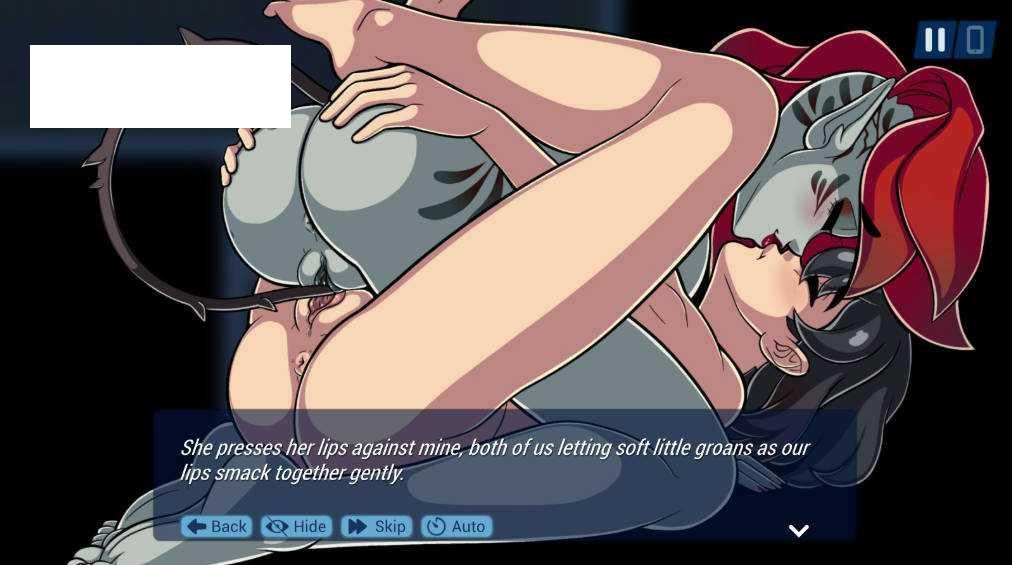 She presses her lips against mine, both of us letting soft little groans as our
lips smack together gently.
Back Hide Skip Auto